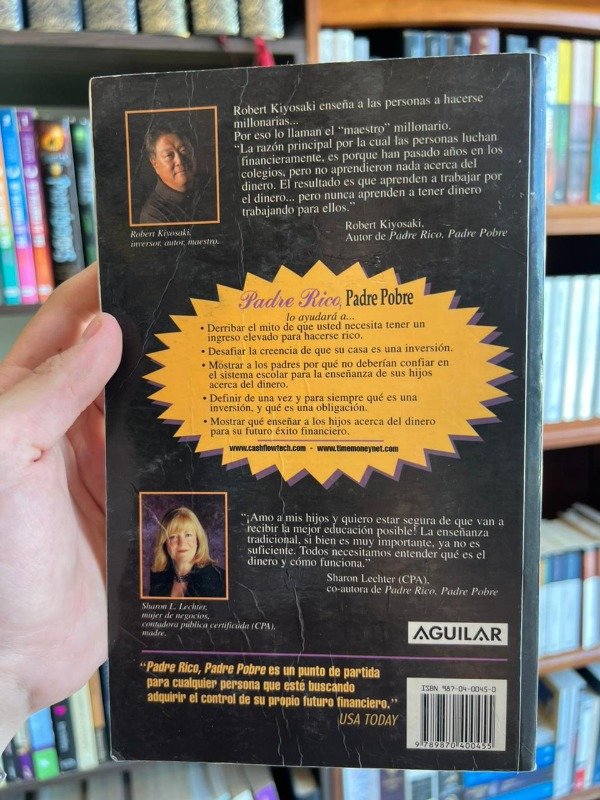 Robert Kiyosaki enseña a las personas a hacerse
millonarias...
Por eso lo llaman el “maestro” millonario.
“La razón principal por la cual las personas luchan
financieramente, es porque han pasado años en los
colegios, pero no aprendieron nada acerca del
dinero. El resultado es que aprenden a trabajar por
el dinero... pero nunca aprenden a tener dinero
trabajando para ellos.”
Robert Kiyosaki,
Autor de Padre Rico, Padre Pobre
Robert Kiyosaki,
inversor, autor, maestro.
Padre Rico, Padre Pobre
lo ayudará a...
• Derribar el mito de que usted necesita tener un
ingreso elevado para hacerse rico.
• Desafiar la creencia de que su casa es una inversión.
• Mostrar a los padres por qué no deberían confiar en
el sistema escolar para la enseñanza de sus hijos
acerca del dinero.
• Definir de una vez y para siempre qué es una
inversión, y qué es una obligación.
• Mostrar qué enseñar a los hijos acerca del dinero
para su futuro éxito financiero.
www.cashflowtech.com - www.timemoneynet.com
“¡Amo a mis hijos y quiero estar segura de que van a
recibir la mejor educación posible! La enseñanza
tradicional, si bien es muy importante, ya no es
suficiente. Todos necesitamos entender qué es el
dinero y cómo funciona.”
Sharon Lechter (CPA),
co-autora de Padre Rico, Padre Pobre
Sharon L. Lechter,
mujer de negocios,
contadora pública certificada (CPA),
madre.
AGUILAR
“Padre Rico, Padre Pobre es un punto de partida
para cualquier persona que esté buscando
adquirir el control de su propio futuro financiero.”
USA TODAY
ISBN 987-04-0045-0
9 789870 400455